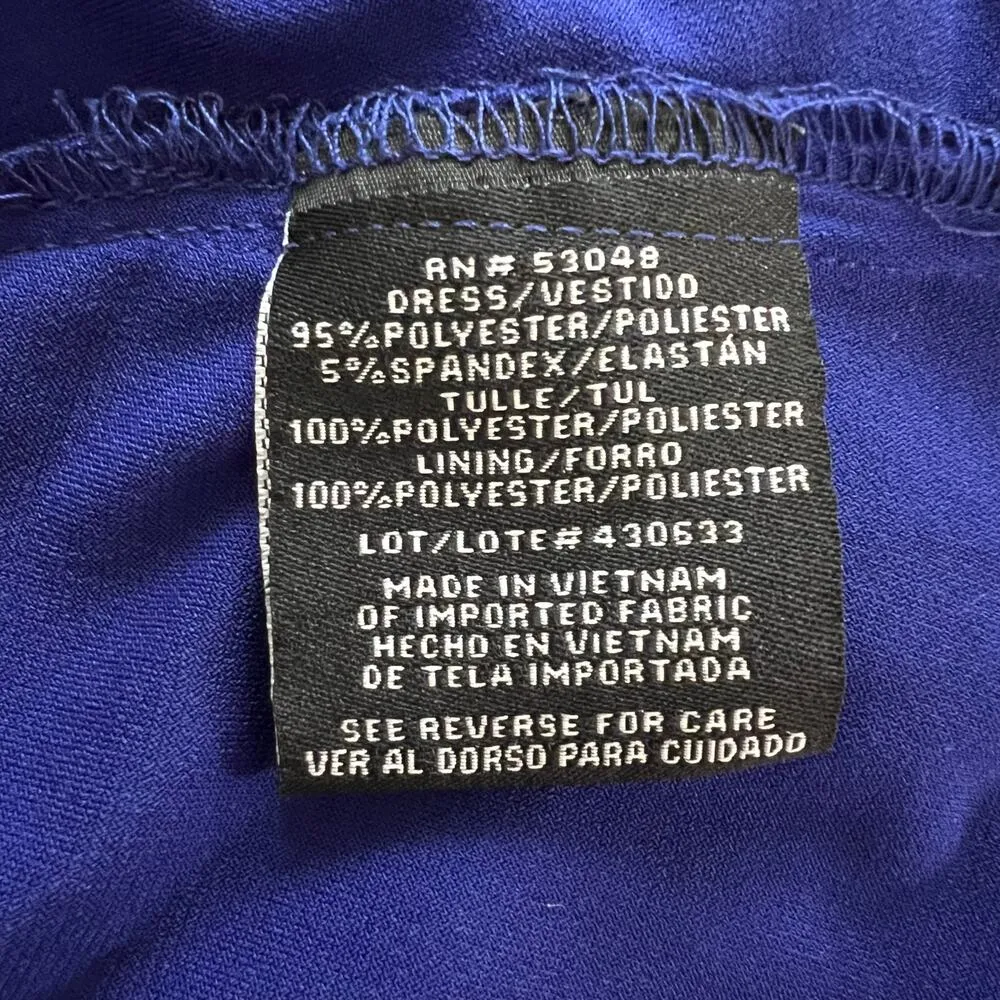 RN# 53048
DRESS/VESTIDO
95%POLYESTER/POLIESTER
5%SPANDEX/ELASTÁN
TULLE/TUL
100%POLYESTER/POLIESTER
LINING/FORRO
100%POLYESTER/POLIESTER
LOT/LOTE#430633
MADE IN VIETNAM
OF IMPORTED FABRIC
HECHO EN VIETNAM
DE TELA IMPORTADA
SEE REVERSE FOR CARE
VER AL DORSO PARA CUIDADO